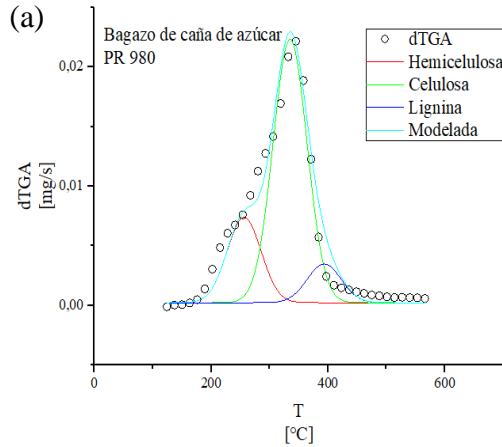 (a)
Bagazo de caña de azúcar
PR 980
dTGA
Hemicelulosa
Celulosa
Lignina
Modelada
0,02
0,01
0,00
dTGA
[mg/s]
0
200
400
600
T
[°C]